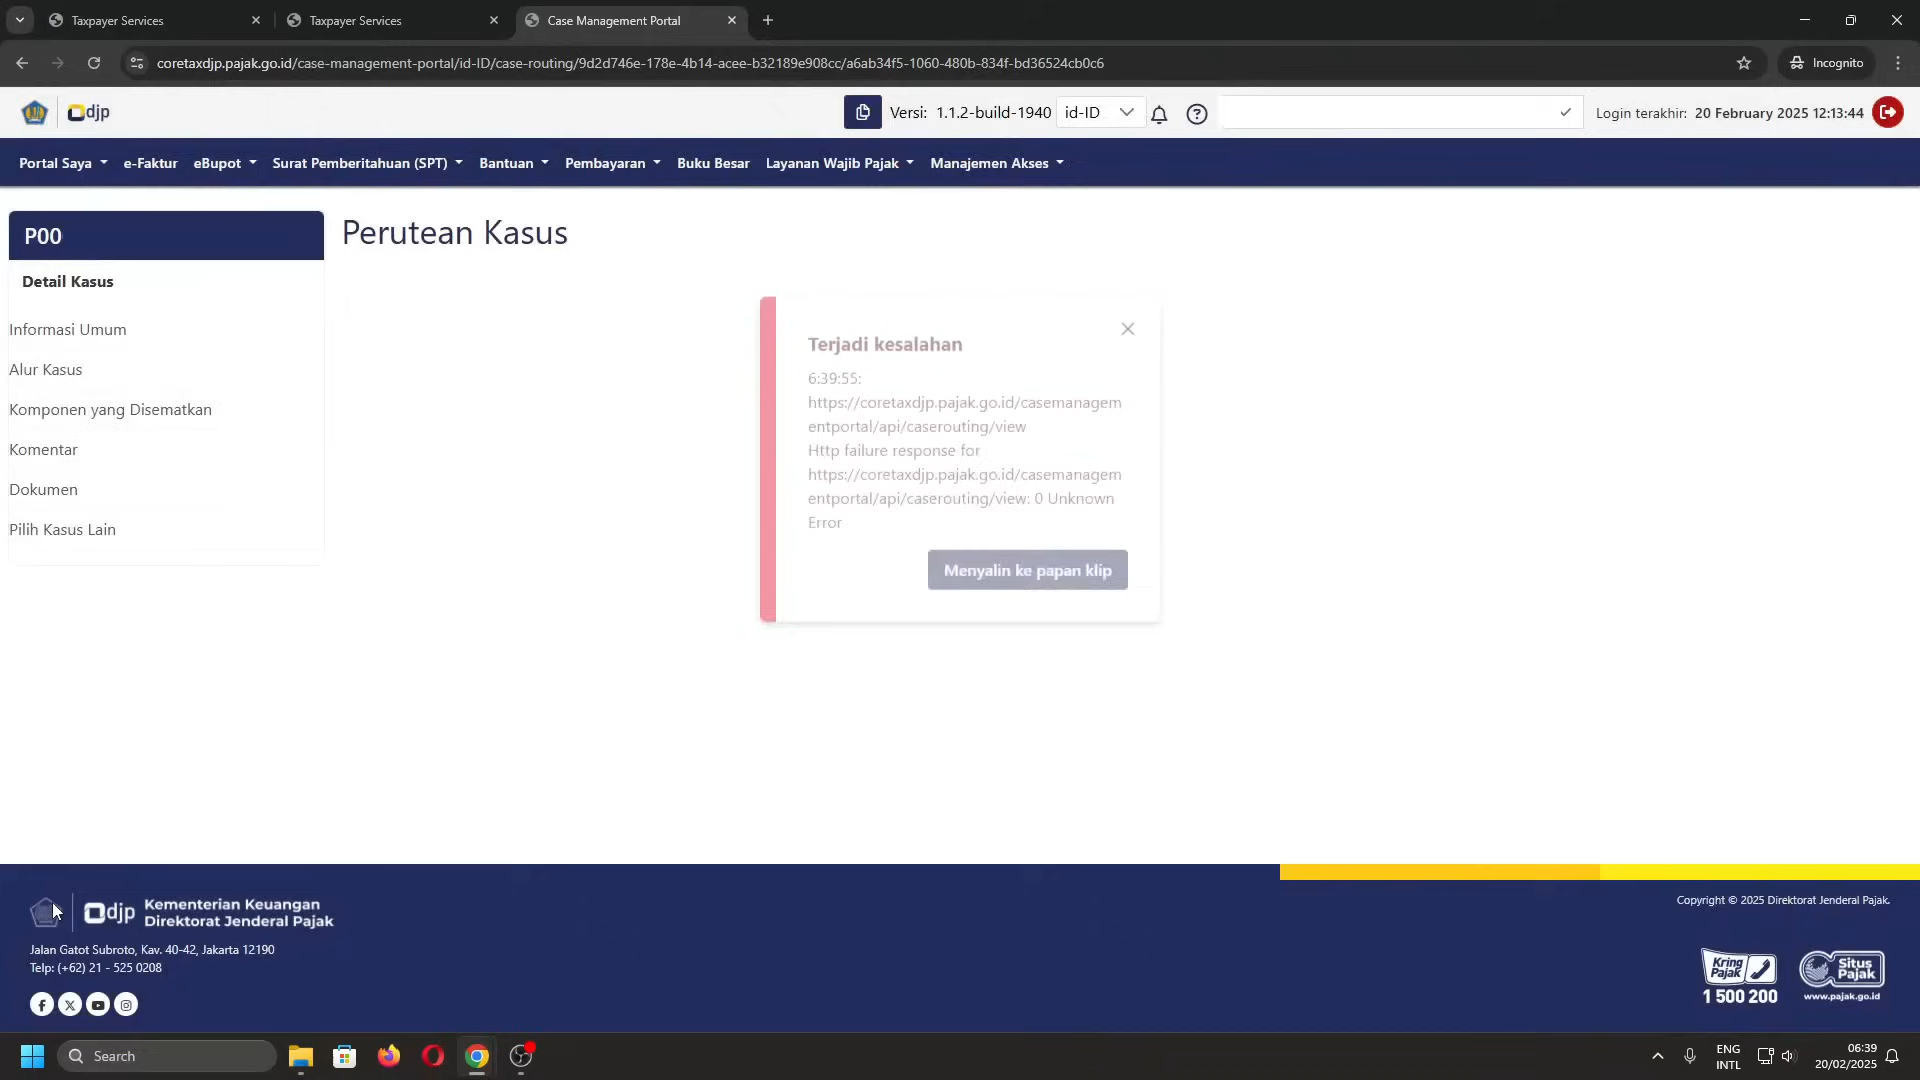 Taxpayer Services
Taxpayer Services
Case Management Portal
coretaxdjp.pajak.go.id/case-management-portal/id-ID/case-routing/9d2d746e-178e-4b14-acee-b32189e908cc/a6ab34f5-1060-480b-834f-bd36524cb0c6
Incognito
djp
Versi: 1.1.2-build-1940
id-ID
Login terakhir: 20 February 2025 12:13:44
Portal Saya
e-Faktur
eBupot
Surat Pemberitahuan (SPT)
Bantuan
Pembayaran
Buku Besar
Layanan Wajib Pajak
Manajemen Akses
P00
Detail Kasus
Informasi Umum
Alur Kasus
Komponen yang Disematkan
Komentar
Dokumen
Pilih Kasus Lain
Perutean Kasus
Terjadi kesalahan
6:39:55:
https://coretaxdjp.pajak.go.id/casemanagem
entportal/api/caserouting/view
Http failure response for
https://coretaxdjp.pajak.go.id/casemanagem
entportal/api/caserouting/view: 0 Unknown
Error
Menyalin ke papan klip
djp
Kementerian Keuangan
Direktorat Jenderal Pajak
Jalan Gatot Subroto, Kav. 40-42, Jakarta 12190
Telp: (+62) 21 - 525 0208
Copyright © 2025 Direktorat Jenderal Pajak.
Kring
Pajak
1 500 200
Situs
Pajak
www.pajak.go.id
Search
ENG
INTL
06:39
20/02/2025